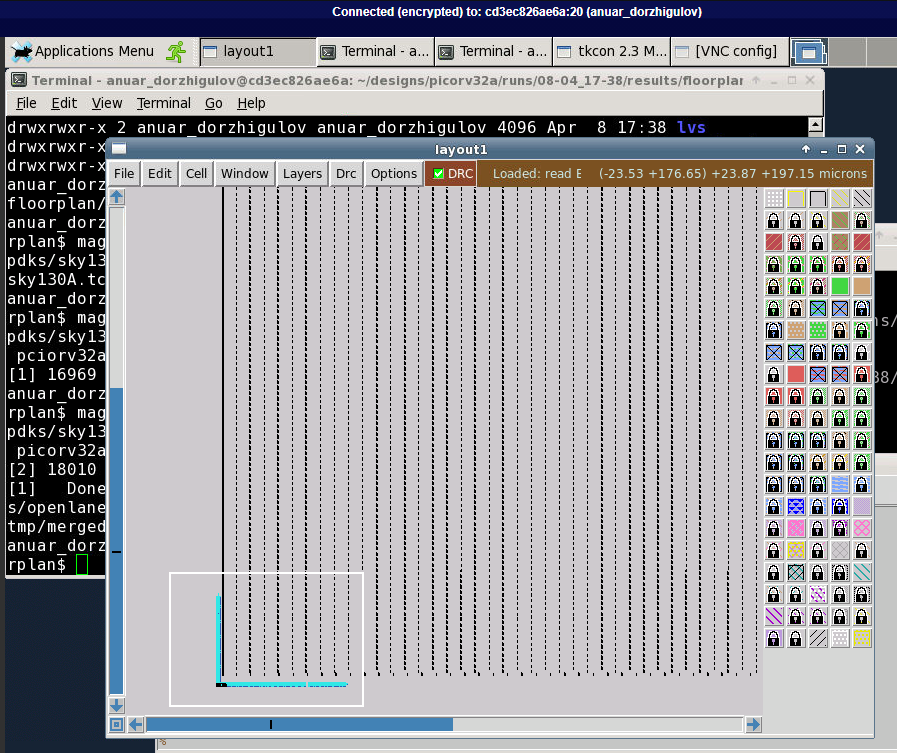 Connected (encrypted) to: cd3ec826ae6a:20 (anuar_dorzhigulov)
Applications Menu
layout1
Terminal - a...
Terminal - a...
tkcon 2.3 M...
[VNC config]
Terminal - anuar_dorzhigulov@cd3ec826ae6a: ~/designs/picorv32a/runs/08-04_17-38/results/floorplan
File Edit View Terminal Go Help
drwxrwxr-x 2 anuar_dorzhigulov anuar_dorzhigulov 4096 Apr 8 17:38 lvs
drwxrwxr-x
drwxrwxr-x
anuar_dorz
floorplan/
anuar_dorz
rplan$ mag
pdks/sky13
sky130A.tc
anuar_dorz
rplan$ mag
pdks/sky13
pciorv32a
[1] 16969
anuar_dorz
rplan$ mag
pdks/sky13
picorv32a
[2] 18010
[1] Done
s/openlane
tmp/merged
anuar_dorz
rplan$
layout1
File Edit Cell Window Layers Drc Options DRC Loaded: read E (-23.53 +176.65) +23.87 +197.15 microns
ns/
38/
%